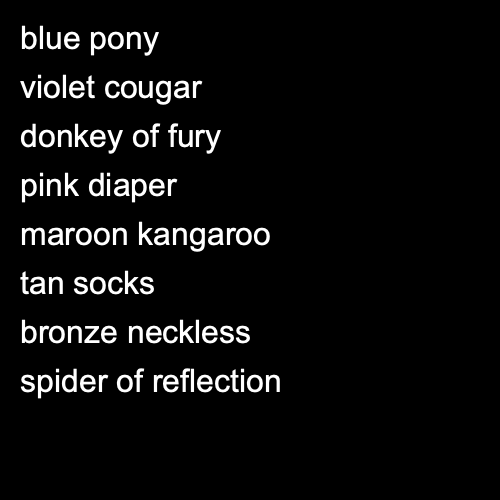 blue pony
violet cougar
donkey of fury
pink diaper
maroon kangaroo
tan socks
bronze neckless
spider of reflection